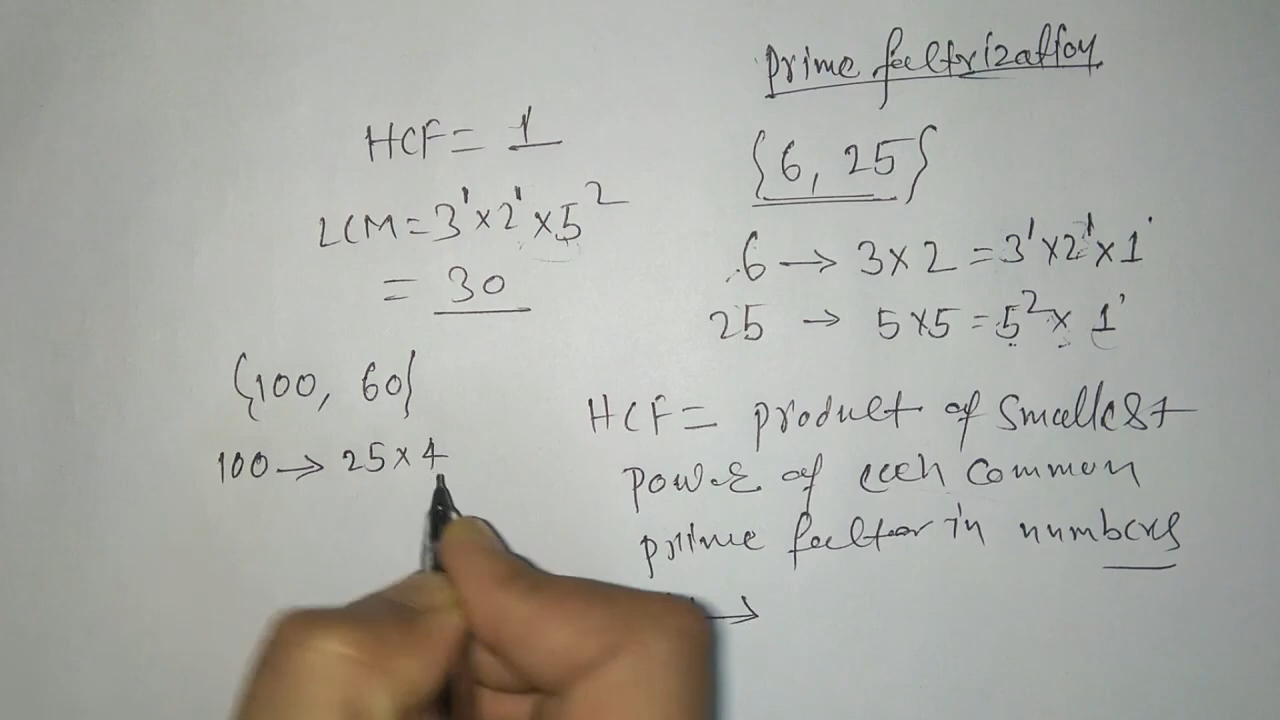 prime factrization
HCF = 1
{6, 25}
LCM = 3¹ × 2¹ × 5²
= 30
6 → 3 × 2 = 3¹ × 2¹ × 1¹
25 → 5 × 5 = 5² × 1¹
{100, 60}
100 → 25 × 4
HCF = product of smallest
power of each common
prime factor in numbers
→